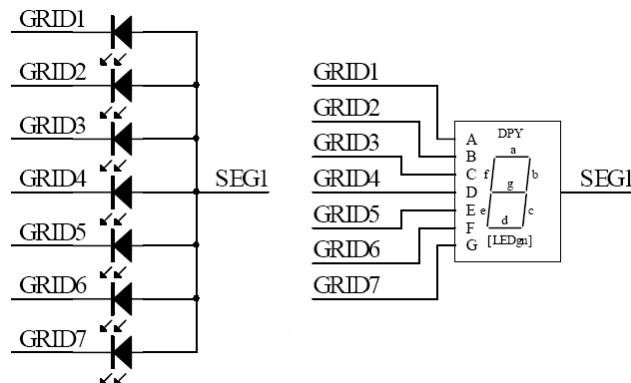 GRID1
GRID2
GRID3
GRID4
GRID5
GRID6
GRID7
SEG1
GRID1
GRID2
GRID3
GRID4
GRID5
GRID6
GRID7
A
B
C
D
E
F
G
DPY
a
f b
g
e c
d
[LEDgn]
SEG1